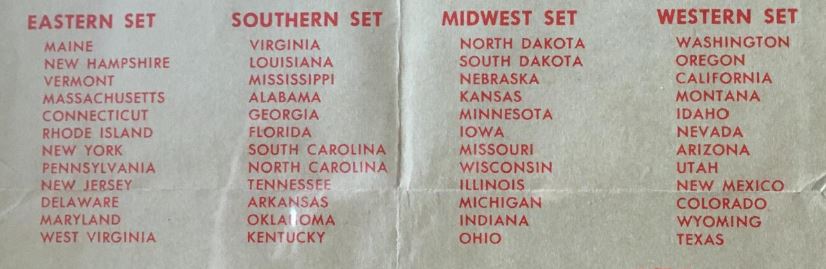 EASTERN SET
MAINE
NEW HAMPSHIRE
VERMONT
MASSACHUSETTS
CONNECTICUT
RHODE ISLAND
NEW YORK
PENNSYLVANIA
NEW JERSEY
DELAWARE
MARYLAND
WEST VIRGINIA
SOUTHERN SET
VIRGINIA
LOUISIANA
MISSISSIPPI
ALABAMA
GEORGIA
FLORIDA
SOUTH CAROLINA
NORTH CAROLINA
TENNESSEE
ARKANSAS
OKLAHOMA
KENTUCKY
MIDWEST SET
NORTH DAKOTA
SOUTH DAKOTA
NEBRASKA
KANSAS
MINNESOTA
IOWA
MISSOURI
WISCONSIN
ILLINOIS
MICHIGAN
INDIANA
OHIO
WESTERN SET
WASHINGTON
OREGON
CALIFORNIA
MONTANA
IDAHO
NEVADA
ARIZONA
UTAH
NEW MEXICO
COLORADO
WYOMING
TEXAS